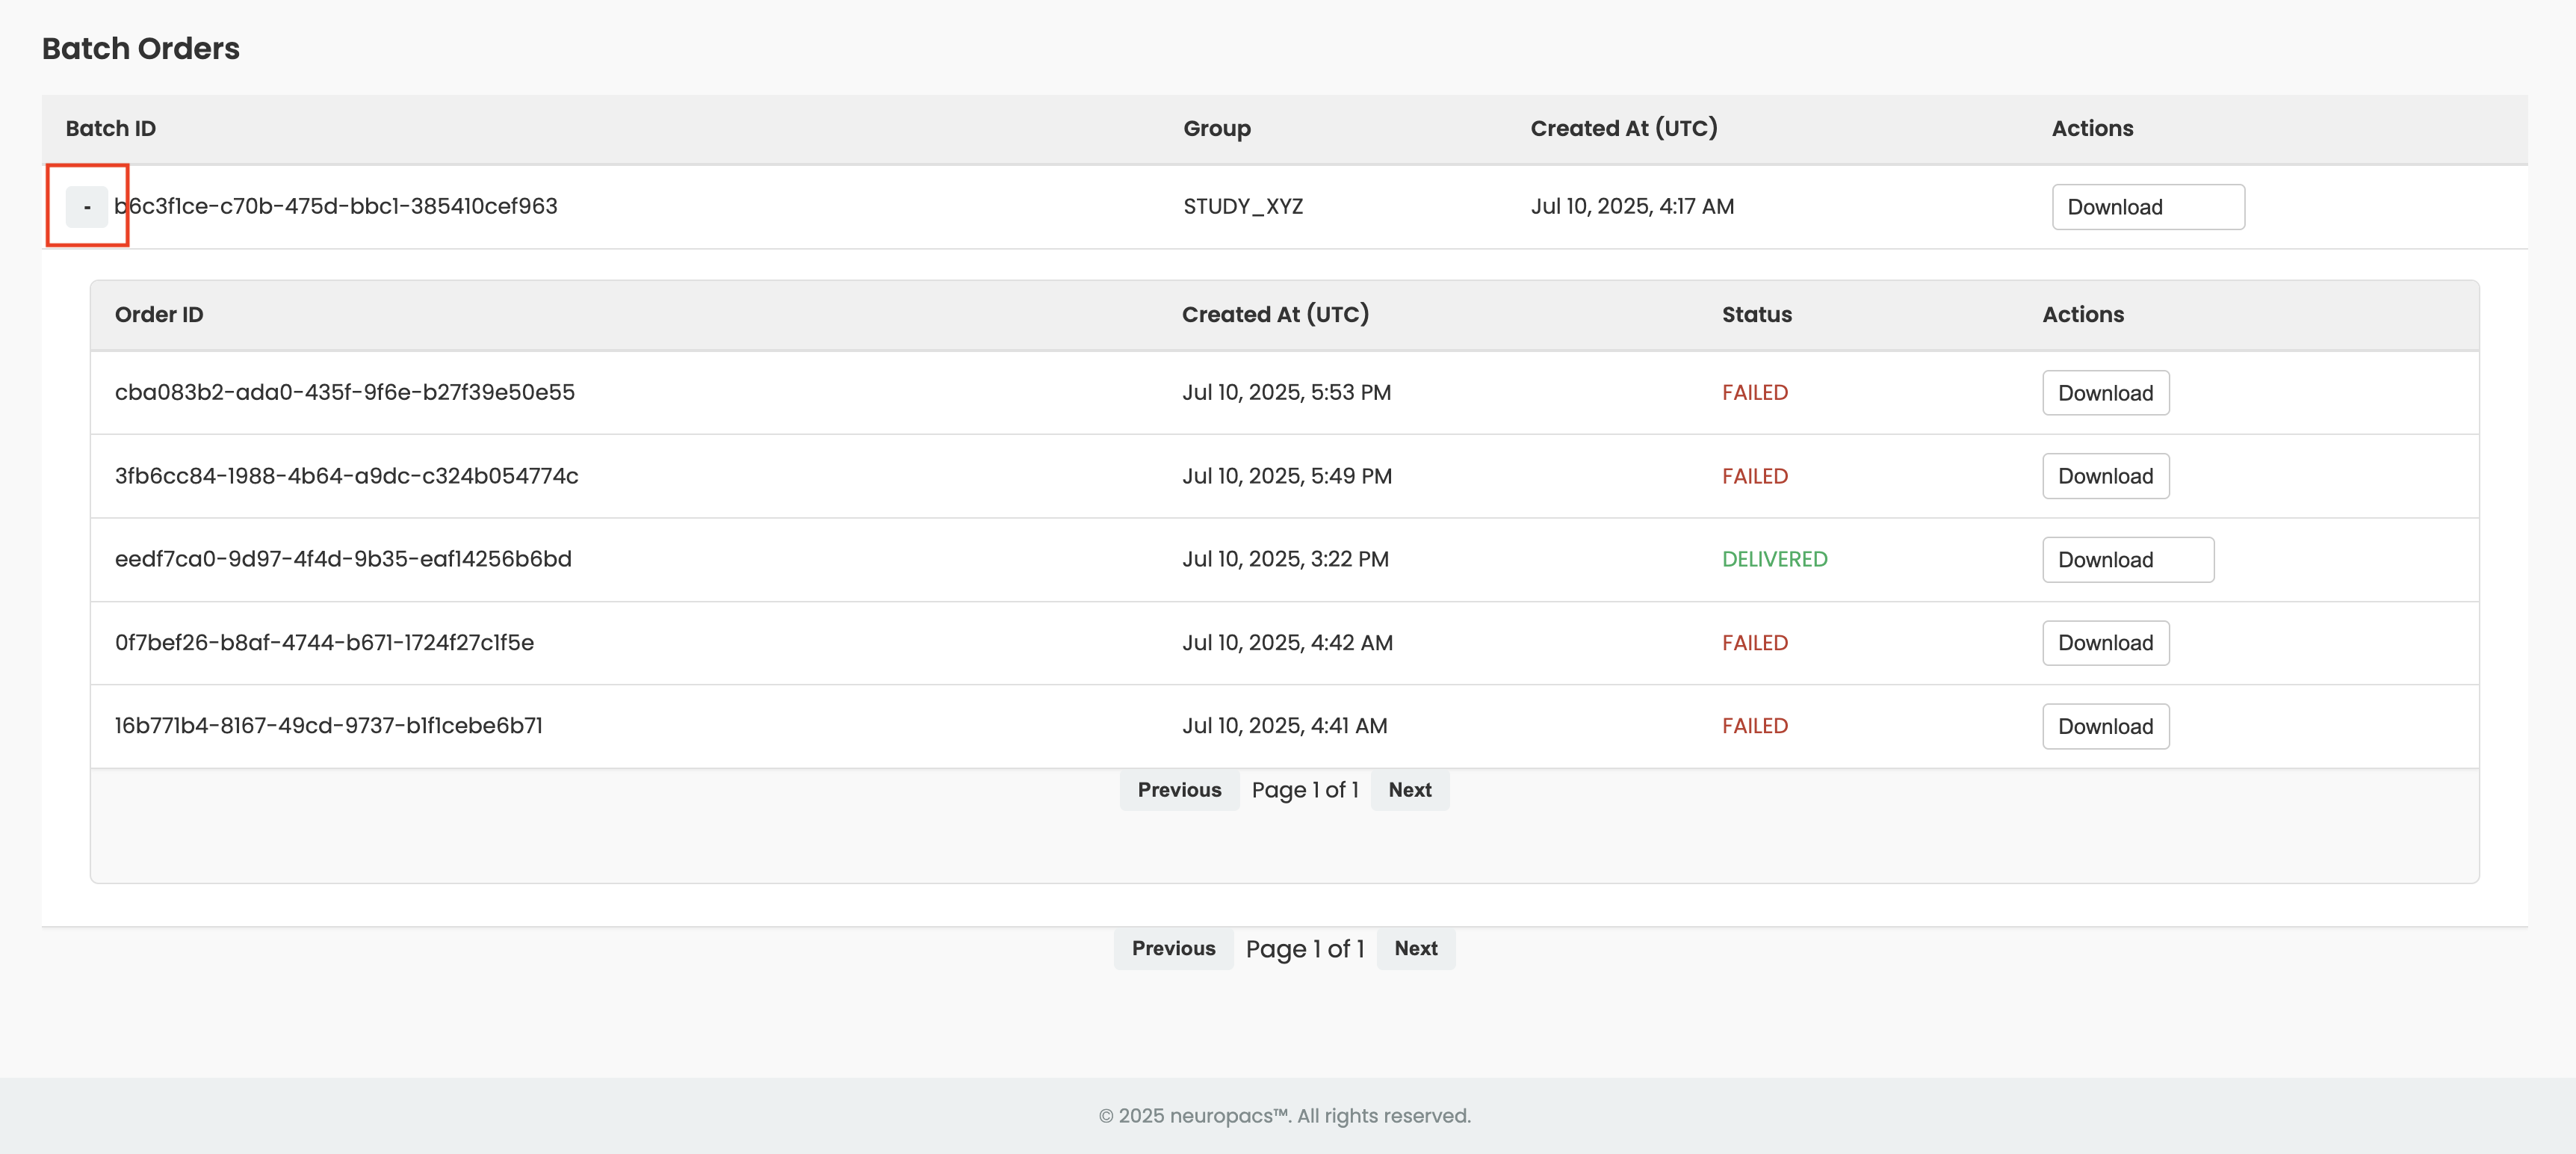 Batch Orders
Batch ID Group Created At (UTC) Actions
- b6c3f1ce-c70b-475d-bbc1-385410cef963 STUDY_XYZ Jul 10, 2025, 4:17 AM Download
Order ID Created At (UTC) Status Actions
cba083b2-ada0-435f-9f6e-b27f39e50e55 Jul 10, 2025, 5:53 PM FAILED Download
3fb6cc84-1988-4b64-a9dc-c324b054774c Jul 10, 2025, 5:49 PM FAILED Download
eedf7ca0-9d97-4f4d-9b35-eaf14256b6bd Jul 10, 2025, 3:22 PM DELIVERED Download
0f7bef26-b8af-4744-b671-1724f27c1f5e Jul 10, 2025, 4:42 AM FAILED Download
16b771b4-8167-49cd-9737-b1f1cebe6b71 Jul 10, 2025, 4:41 AM FAILED Download
Previous Page 1 of 1 Next
Previous Page 1 of 1 Next
© 2025 neuropacs™. All rights reserved.